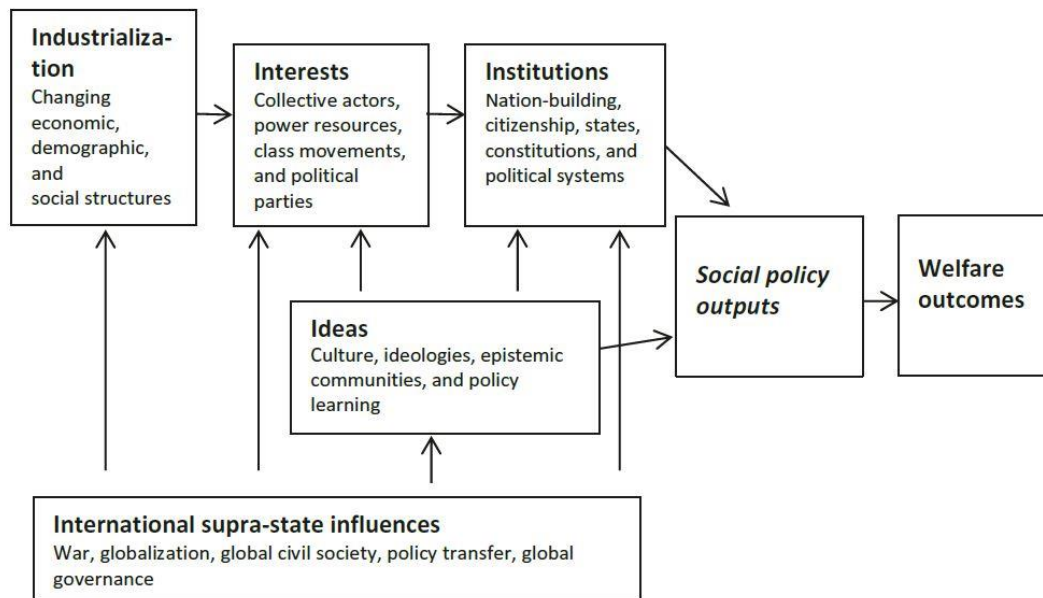 Industrializa-
tion
Changing
economic,
demographic,
and
social structures
Interests
Collective actors,
power resources,
class movements,
and political
parties
Institutions
Nation-building,
citizenship, states,
constitutions, and
political systems
Social policy
outputs
Welfare
outcomes
Ideas
Culture, ideologies, epistemic
communities, and policy
learning
International supra-state influences
War, globalization, global civil society, policy transfer, global
governance